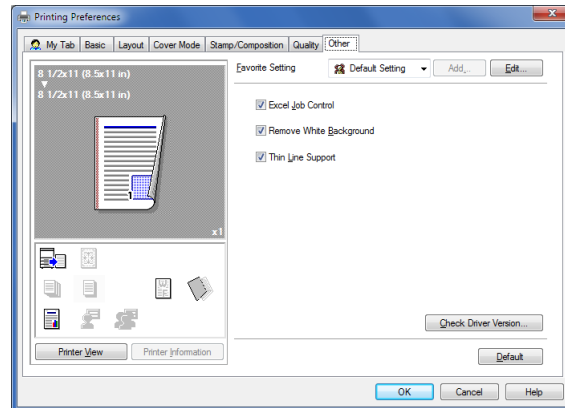 Printing Preferences
My Tab Basic Layout Cover Mode Stamp/Composition Quality Other
8 1/2x11 (8.5x11 in)
8 1/2x11 (8.5x11 in)
1
x1
Favorite Setting Default Setting Add... Edit...
Excel Job Control
Remove White Background
Thin Line Support
Check Driver Version...
Printer View Printer Information
Default
OK Cancel Help